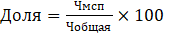 Доля = Чмсп / Чобщая × 100